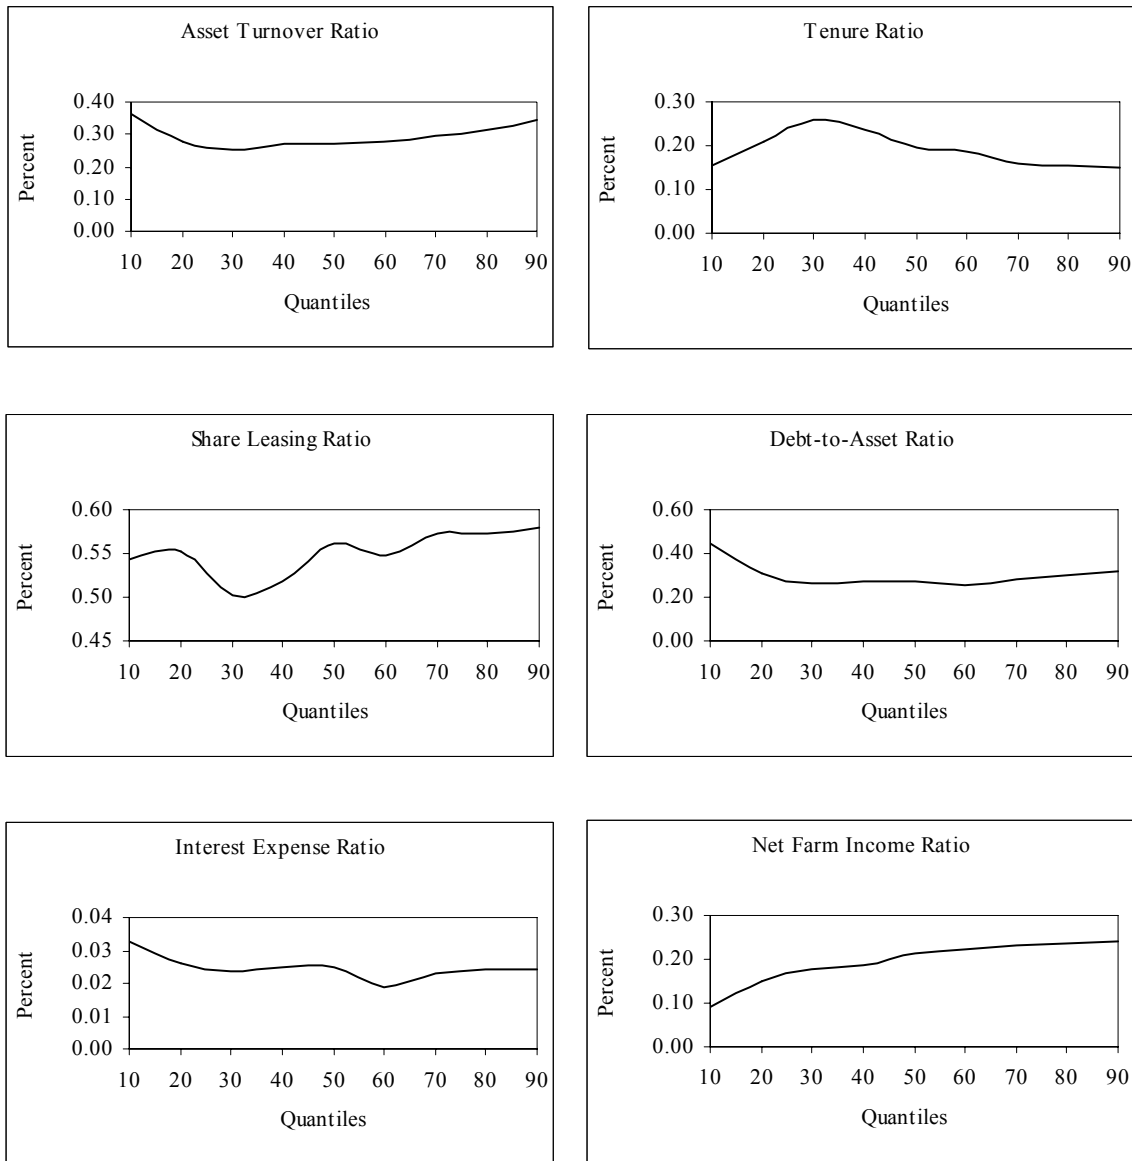 Asset Turnover Ratio
Percent
0.40
0.30
0.20
0.10
0.00
10 20 30 40 50 60 70 80 90
Quantiles
Tenure Ratio
Percent
0.30
0.20
0.10
0.00
10 20 30 40 50 60 70 80 90
Quantiles
Share Leasing Ratio
Percent
0.60
0.55
0.50
0.45
10 20 30 40 50 60 70 80 90
Quantiles
Debt-to-Asset Ratio
Percent
0.60
0.40
0.20
0.00
10 20 30 40 50 60 70 80 90
Quantiles
Interest Expense Ratio
Percent
0.04
0.03
0.02
0.01
0.00
10 20 30 40 50 60 70 80 90
Quantiles
Net Farm Income Ratio
Percent
0.30
0.20
0.10
0.00
10 20 30 40 50 60 70 80 90
Quantiles